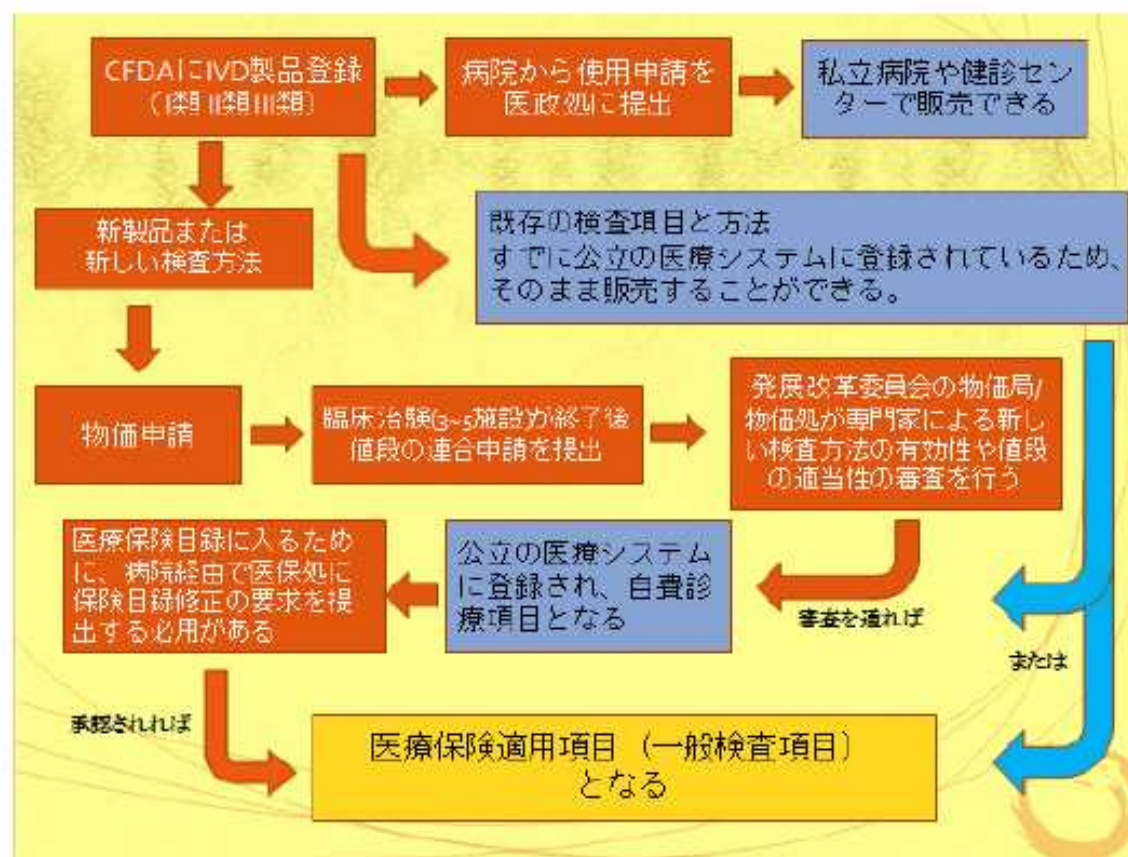 CFDAにIVD製品登録
(I類 II類 III類)
病院から使用申請を
医政処に提出
私立病院や健診セン
ターで販売できる
新製品または
新しい検査方法
既存の検査項目と方法
すでに公立の医療システムに登録されているため、
そのまま販売することができる。
物価申請
臨床治験(3~5施設)が終了後
値段の連合申請を提出
発展改革委員会の物価局/
物価処が専門家による新し
い検査方法の有効性や値段
の適当性の審査を行う
医療保険目録に入るため
に、病院経由で医保処に
保険目録修正の要求を提
出する必用がある
公立の医療システム
に登録され、自費診
療項目となる
審査を通れば
または
承認されれば
医療保険適用項目（一般検査項目）
となる